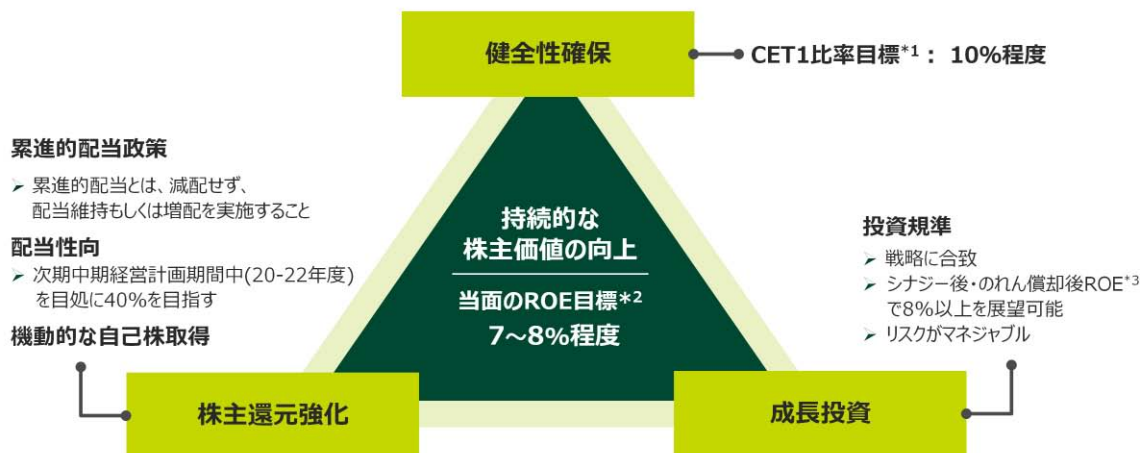 健全性確保
CET1比率目標*1： 10%程度
累進的配当政策
➢ 累進的配当とは、減配せず、
配当維持もしくは増配を実施すること
配当性向
➢ 次期中期経営計画期間中(20-22年度)
を目処に40%を目指す
機動的な自己株取得
株主還元強化
持続的な
株主価値の向上
当面のROE目標*2
7～8%程度
投資規準
➢ 戦略に合致
➢ シナジー後・のれん償却後ROE*3
で8%以上を展望可能
➢ リスクがマネジャブル
成長投資